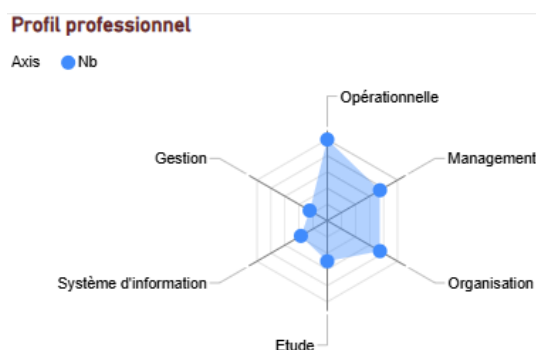 Profil professionnel
Axis Nb
Opérationnelle
Gestion
Management
Système d'information
Organisation
Etude